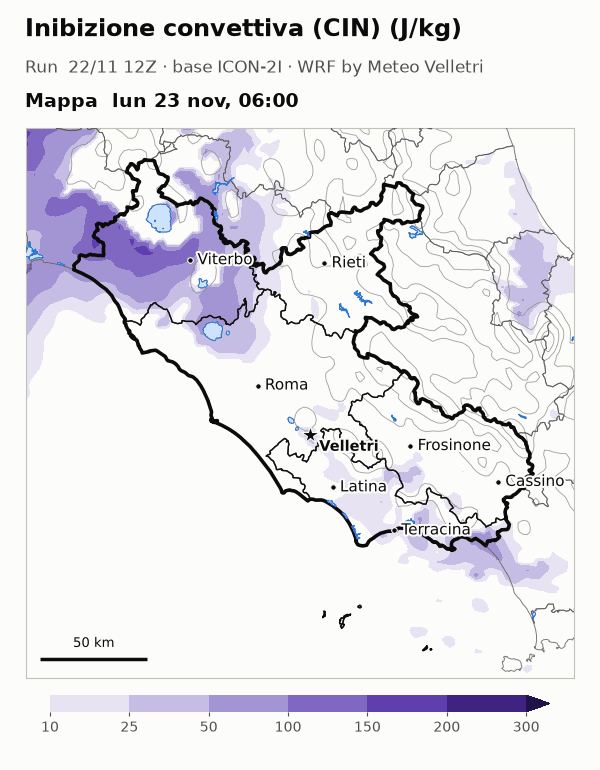 Inibizione convettiva (CIN) (J/kg)
Run 22/11 12Z · base ICON-2I · WRF by Meteo Velletri
Mappa lun 23 nov, 06:00
Viterbo
Rieti
Roma
Velletri
Frosinone
Cassino
Latina
Terracina
50 km
10 25 50 100 150 200 300